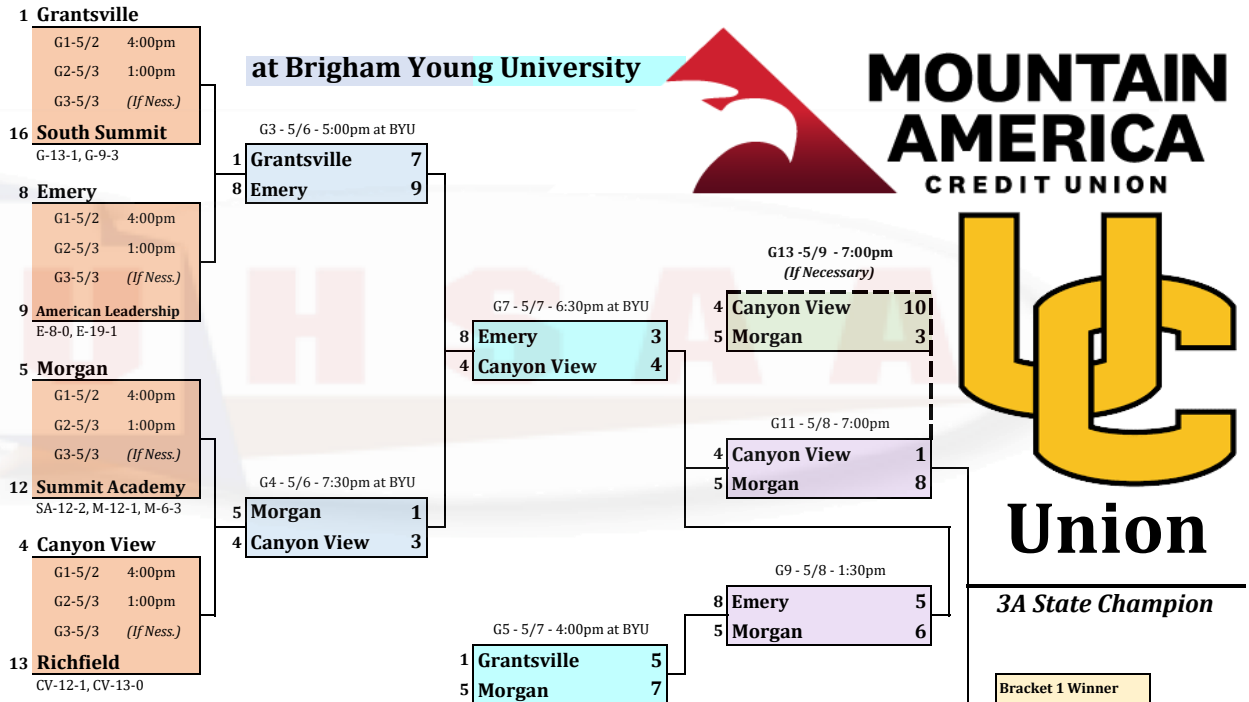 1 Grantsville
G1-5/2 4:00pm
G2-5/3 1:00pm
G3-5/3 (If Ness.)
16 South Summit
G-13-1, G-9-3
8 Emery
G1-5/2 4:00pm
G2-5/3 1:00pm
G3-5/3 (If Ness.)
9 American Leadership
E-8-0, E-19-1
5 Morgan
G1-5/2 4:00pm
G2-5/3 1:00pm
G3-5/3 (If Ness.)
12 Summit Academy
SA-12-2, M-12-1, M-6-3
4 Canyon View
G1-5/2 4:00pm
G2-5/3 1:00pm
G3-5/3 (If Ness.)
13 Richfield
CV-12-1, CV-13-0
at Brigham Young University
G3 - 5/6 - 5:00pm at BYU
1 Grantsville 7
8 Emery 9
G4 - 5/6 - 7:30pm at BYU
5 Morgan 1
4 Canyon View 3
G7 - 5/7 - 6:30pm at BYU
8 Emery 3
4 Canyon View 4
G5 - 5/7 - 4:00pm at BYU
1 Grantsville 5
5 Morgan 7
G13 -5/9 - 7:00pm
(If Necessary)
4 Canyon View 10
5 Morgan 3
G11 - 5/8 - 7:00pm
4 Canyon View 1
5 Morgan 8
G9 - 5/8 - 1:30pm
8 Emery 5
5 Morgan 6
MOUNTAIN
AMERICA
CREDIT UNION
UC
Union
3A State Champion
Bracket 1 Winner
UHSAA